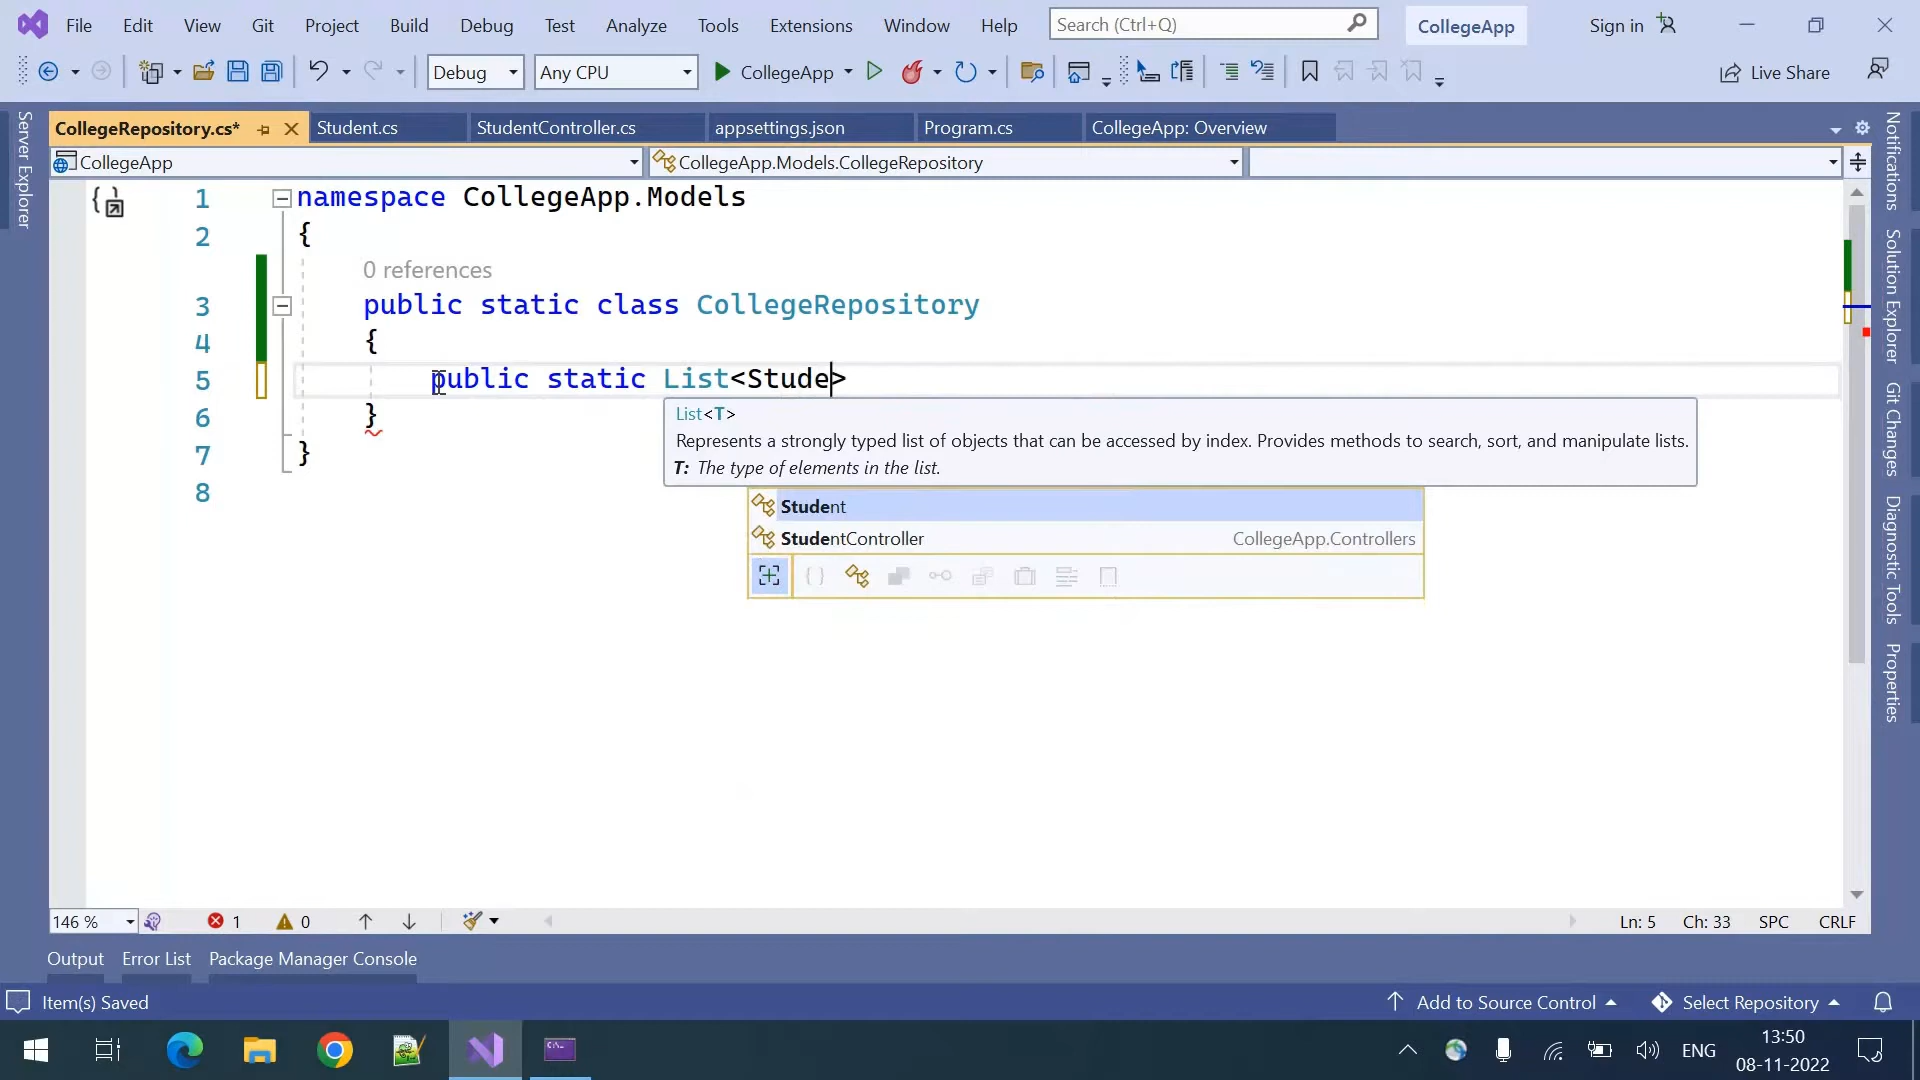 File Edit View Git Project Build Debug Test Analyze Tools Extensions Window Help Search (Ctrl+Q) CollegeApp Sign in
Debug Any CPU CollegeApp Live Share
CollegeRepository.cs* Student.cs StudentController.cs appsettings.json Program.cs CollegeApp: Overview
CollegeApp CollegeApp.Models.CollegeRepository
Server Explorer
1 namespace CollegeApp.Models
2 {
0 references
3 public static class CollegeRepository
4 {
5 public static List<Stude>
6 }
7 }
8
List<T>
Represents a strongly typed list of objects that can be accessed by index. Provides methods to search, sort, and manipulate lists.
T: The type of elements in the list.
Student
StudentController CollegeApp.Controllers
Notifications
Solution Explorer
Git Changes
Diagnostic Tools
Properties
146 % 1 0 Ln: 5 Ch: 33 SPC CRLF
Output Error List Package Manager Console
Item(s) Saved Add to Source Control Select Repository
ENG 13:50
08-11-2022